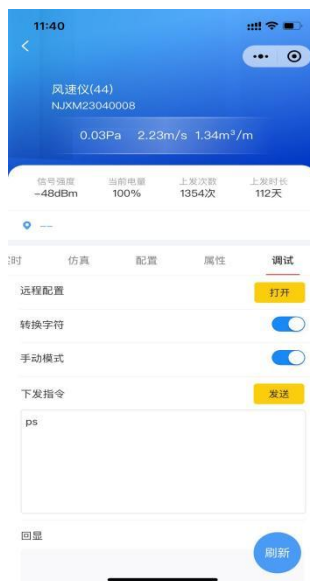 11:40
风速仪(44)
NJXM23040008
0.03Pa 2.23m/s 1.34m³/m
信号强度 当前电量 上发次数 上发时长
-48dBm 100% 1354次 112天
--
时 仿真 配置 属性 调试
远程配置 打开
转换字符
手动模式
下发指令 发送
ps
回显
刷新